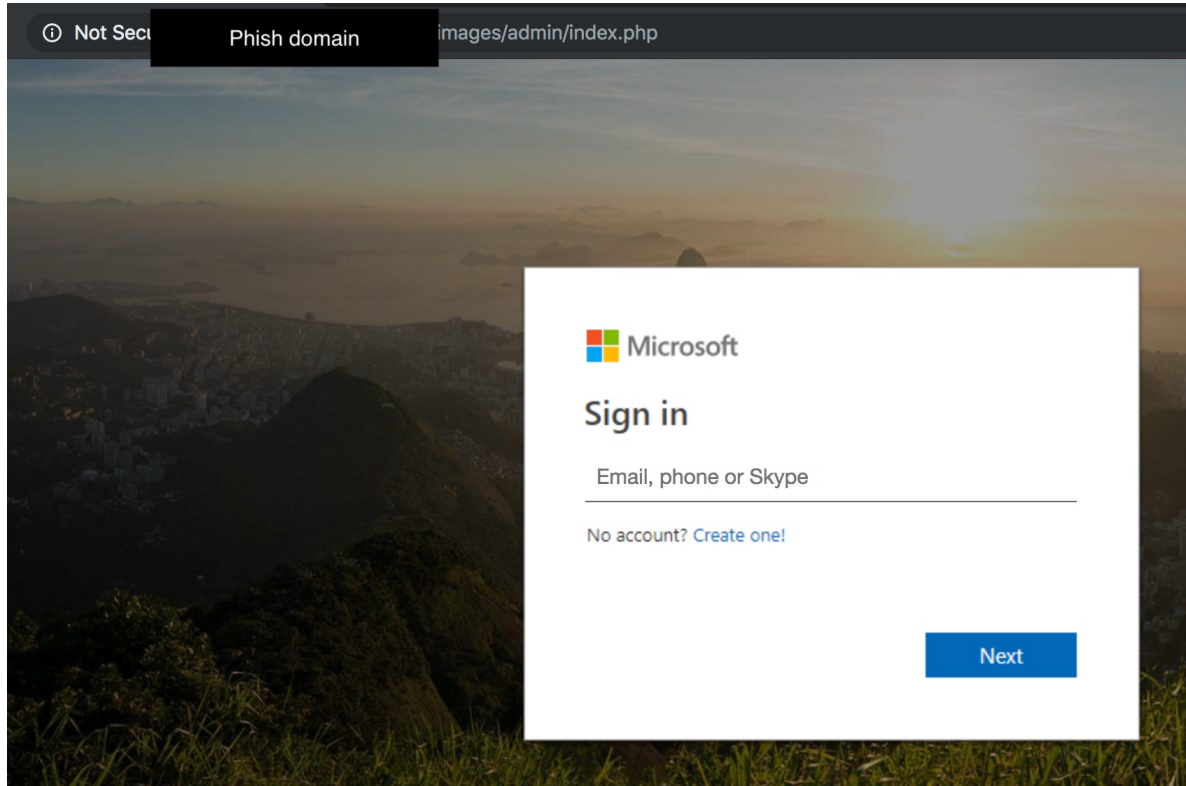 Not Secu
Phish domain
images/admin/index.php
Microsoft
Sign in
Email, phone or Skype
No account? Create one!
Next